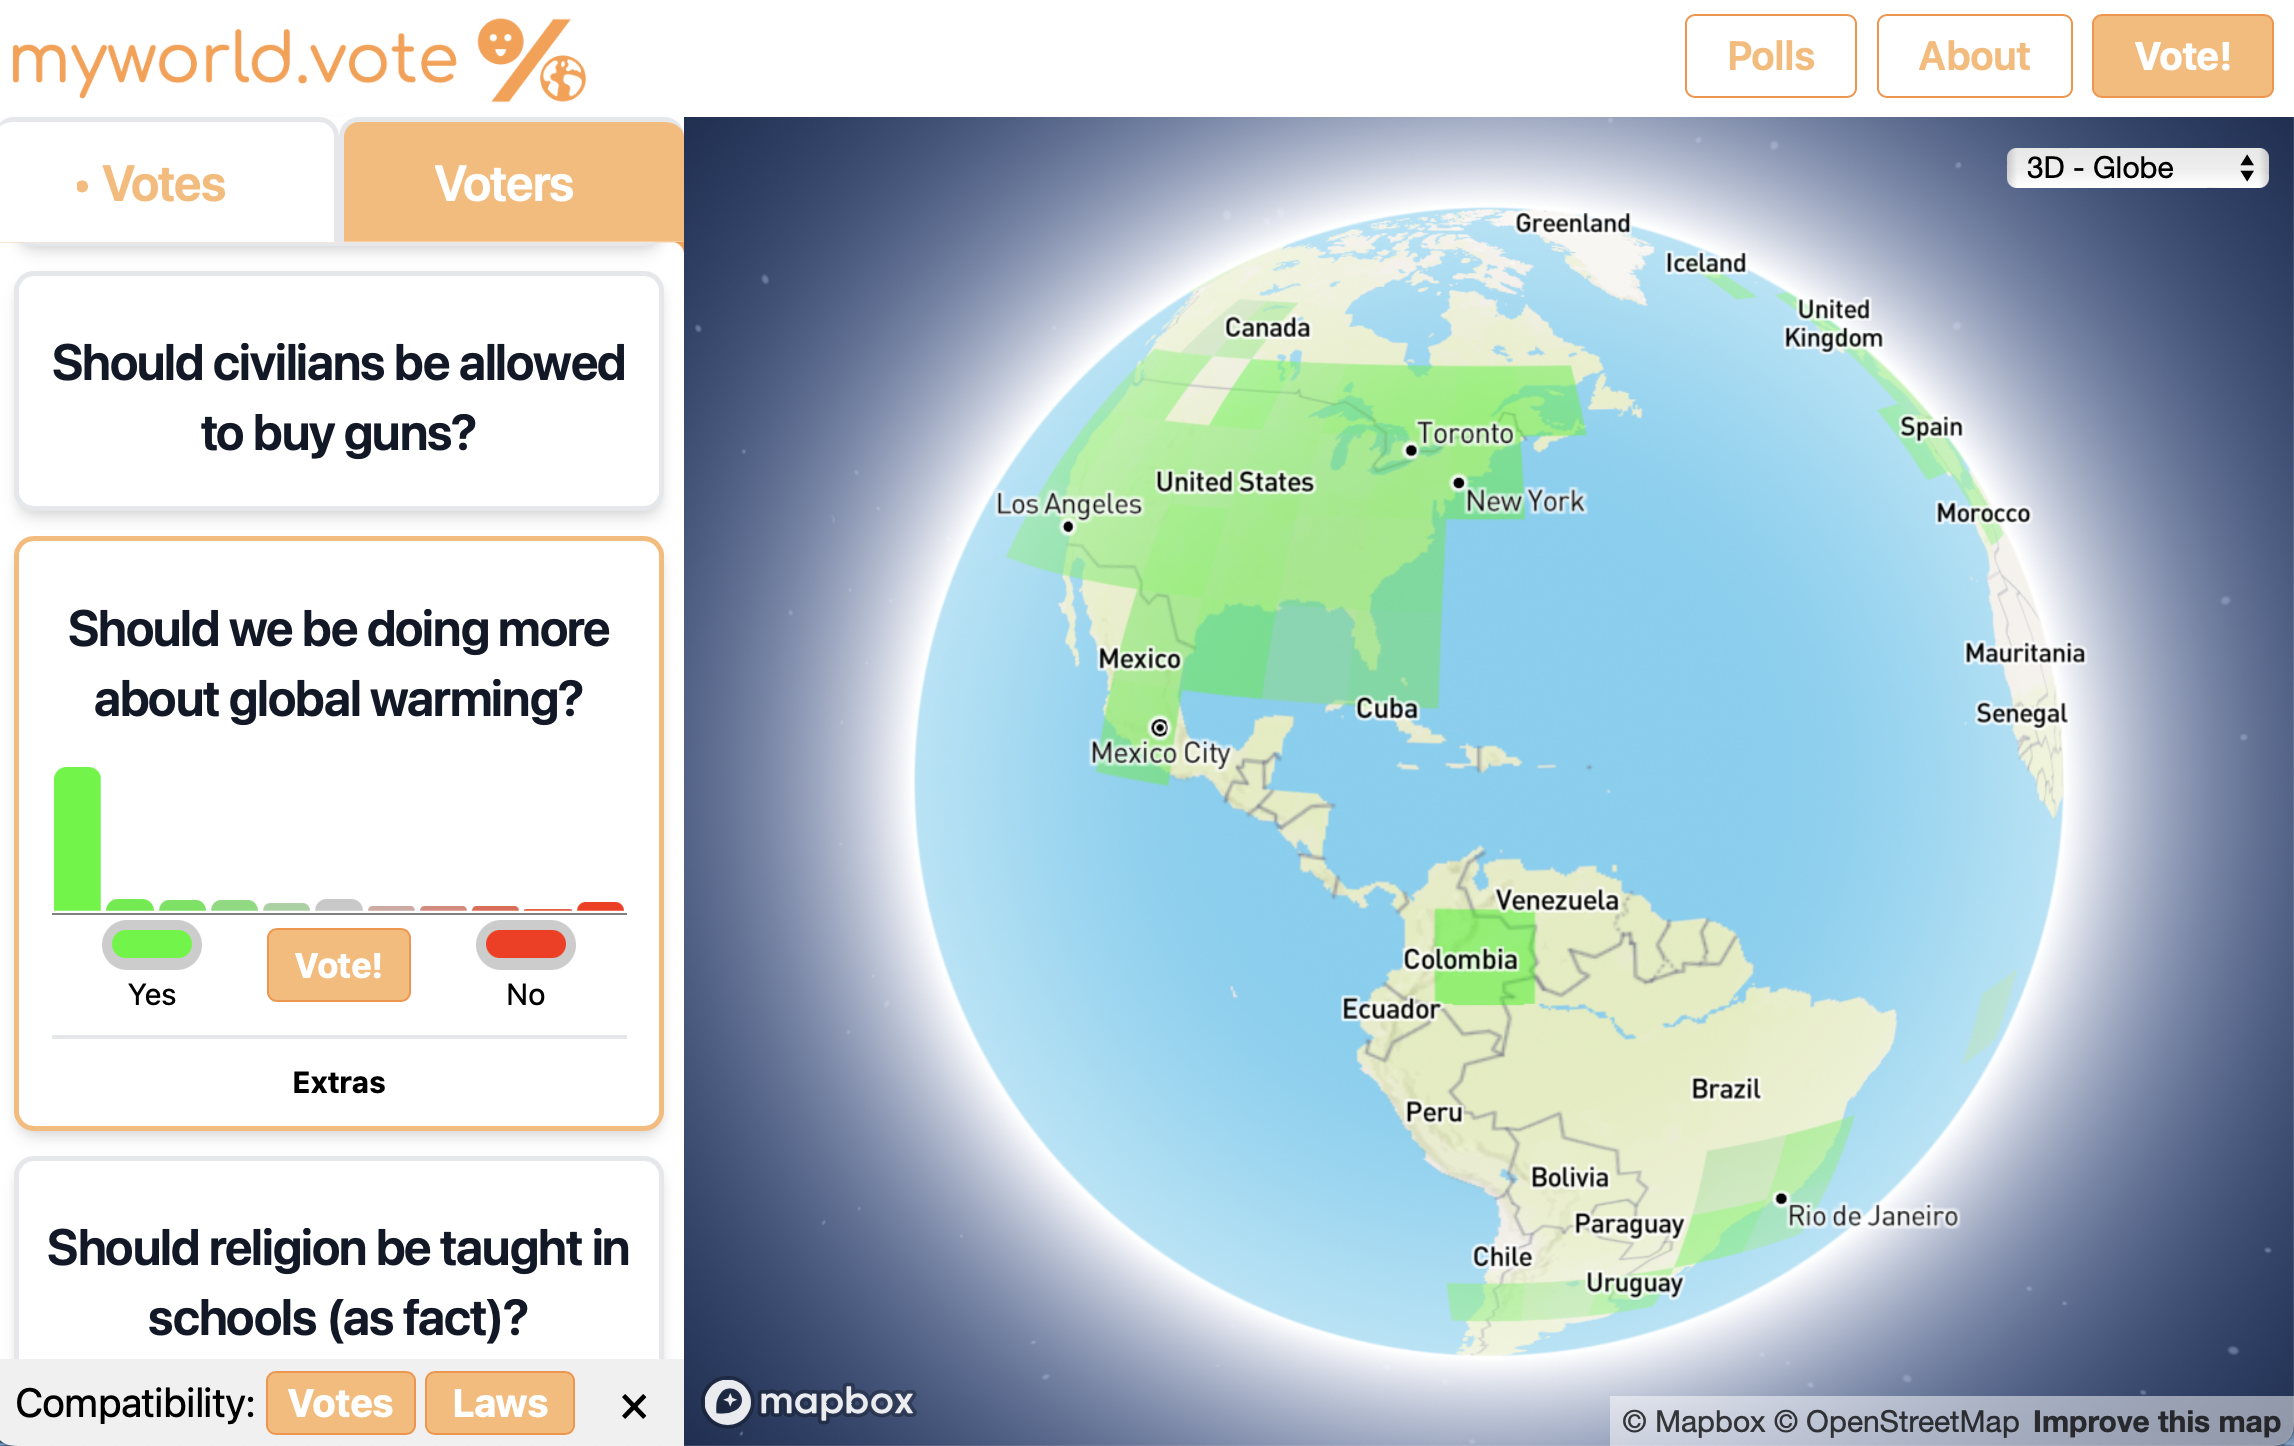 myworld.vote
Polls
About
Vote!
• Votes
Voters
Should civilians be allowed
to buy guns?
Should we be doing more
about global warming?
Yes
Vote!
No
Extras
Should religion be taught in
schools (as fact)?
Compatibility:
Votes
Laws
×
3D - Globe
Greenland
Iceland
United
Kingdom
Canada
Spain
Toronto
United States
New York
Los Angeles
Morocco
Mexico
Mauritania
Cuba
Senegal
Mexico City
Venezuela
Colombia
Ecuador
Brazil
Peru
Bolivia
Rio de Janeiro
Paraguay
Chile
Uruguay
mapbox
© Mapbox © OpenStreetMap Improve this map